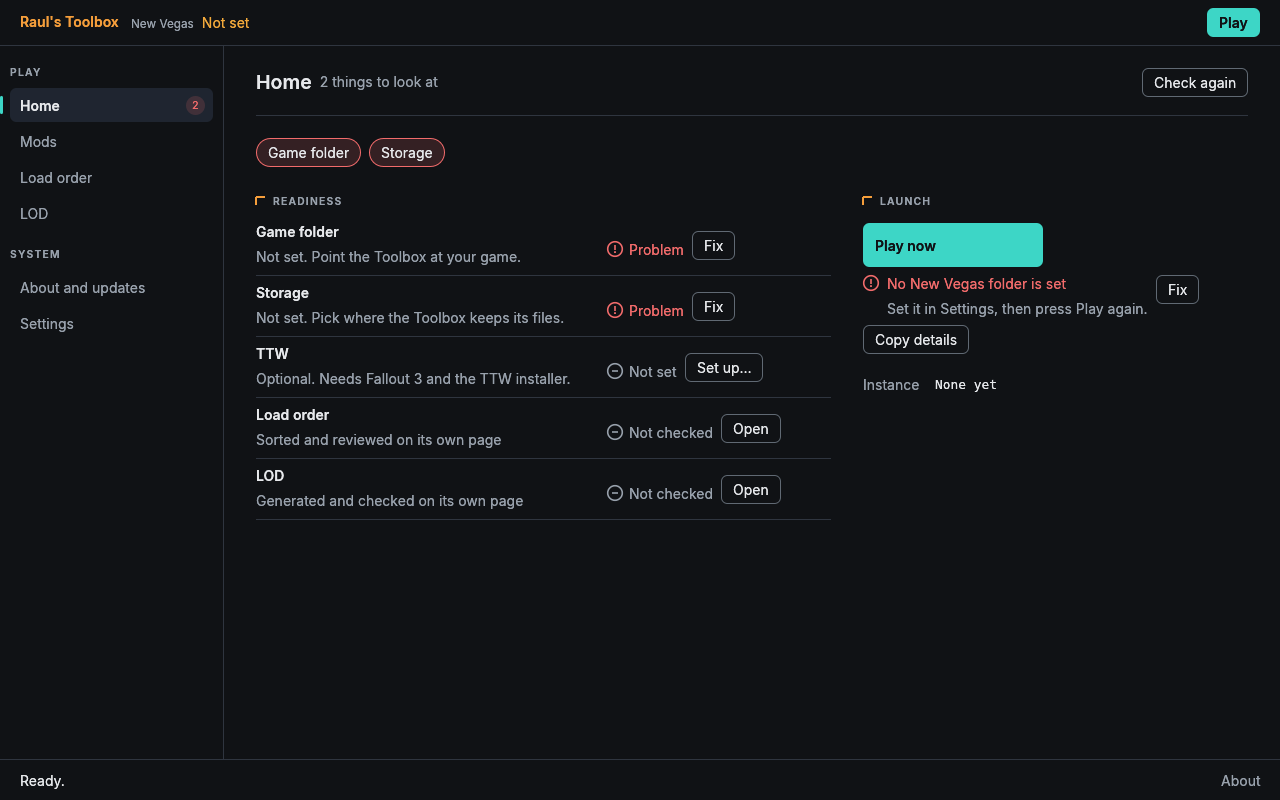 Raul's Toolbox New Vegas Not set Play
PLAY
Home 2
Mods
Load order
LOD
SYSTEM
About and updates
Settings
Home 2 things to look at Check again
Game folder Storage
READINESS
Game folder
Not set. Point the Toolbox at your game.
Problem Fix
Storage
Not set. Pick where the Toolbox keeps its files.
Problem Fix
TTW
Optional. Needs Fallout 3 and the TTW installer.
Not set Set up...
Load order
Sorted and reviewed on its own page
Not checked Open
LOD
Generated and checked on its own page
Not checked Open
LAUNCH
Play now
No New Vegas folder is set
Set it in Settings, then press Play again.
Fix
Copy details
Instance None yet
Ready. About